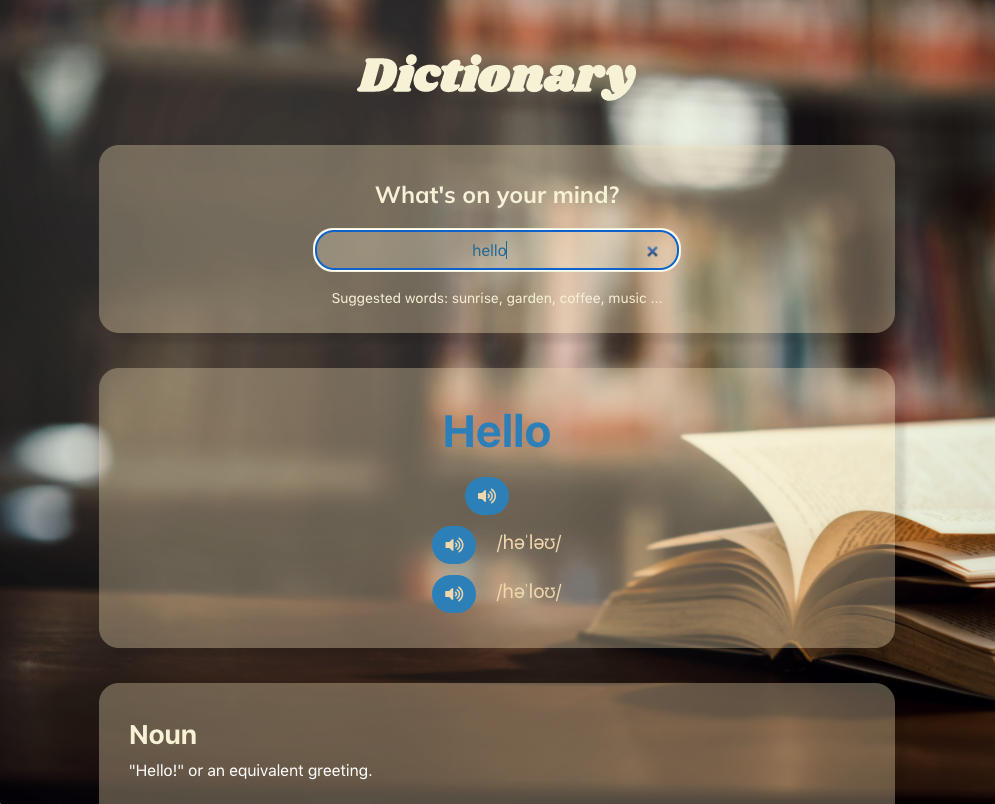 Dictionary
What's on your mind?
hello
Suggested words: sunrise, garden, coffee, music ...
Hello
/həˈləʊ/
/həˈloʊ/
Noun
"Hello!" or an equivalent greeting.